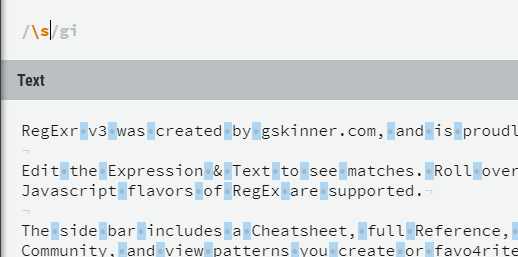 /\s/gi
Text
RegExr v3 was created by gskinner.com, and is proudl
Edit the Expression & Text to see matches. Roll over
Javascript flavors of RegEx are supported.
The side bar includes a Cheatsheet, full Reference,
Community, and view patterns you create or favo4rite